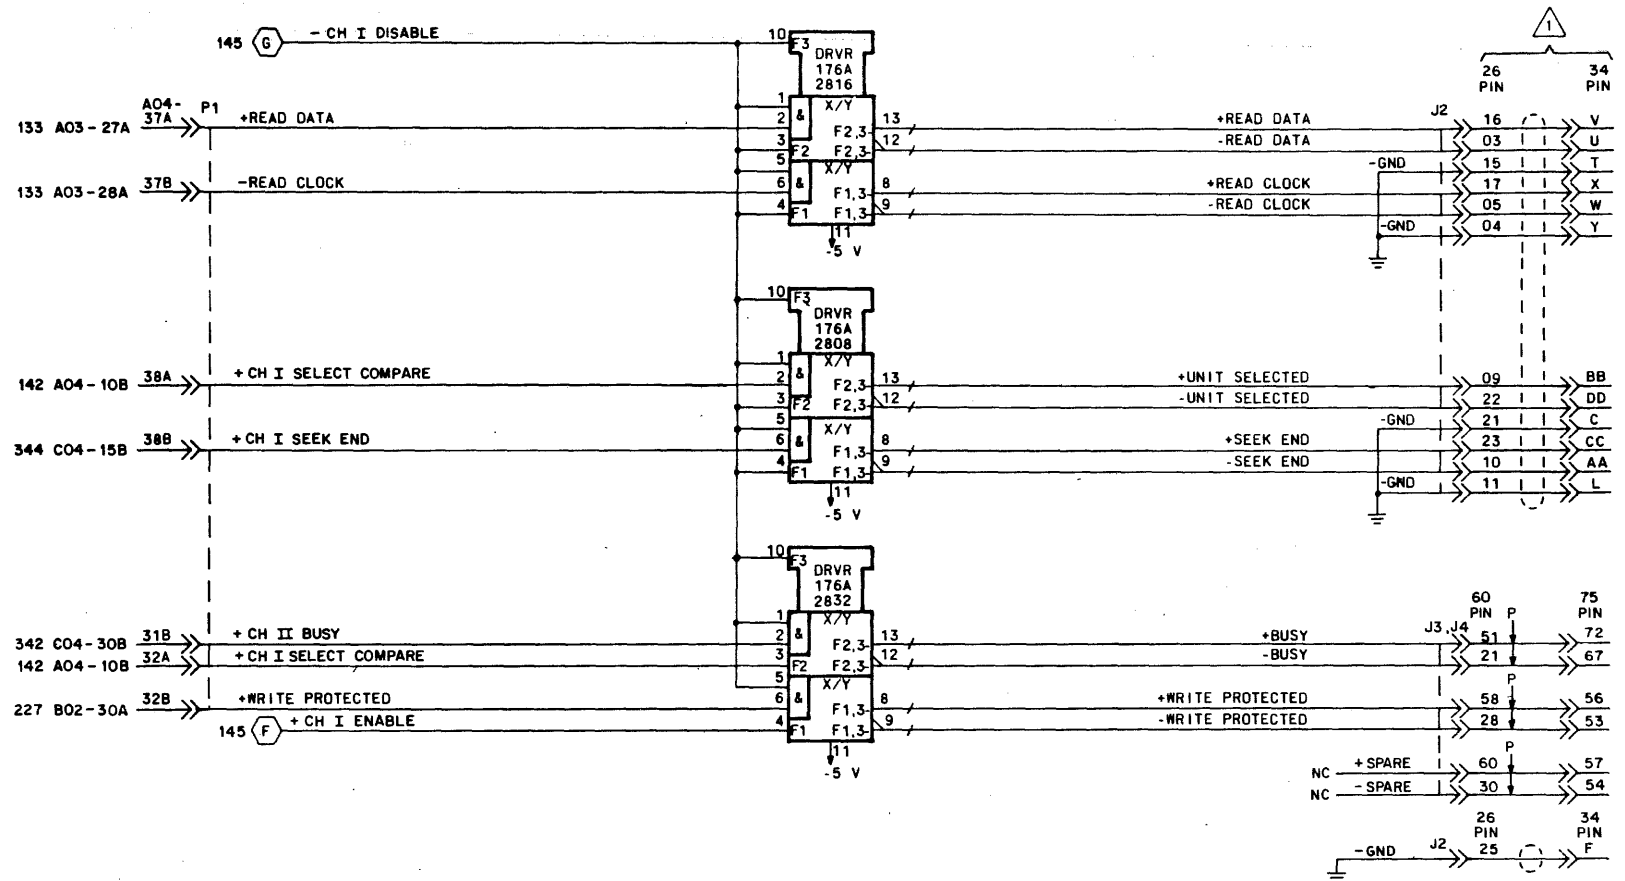 145 G - CH I DISABLE
1
26 PIN 34 PIN
10 F3 DRVR 176A 2816
A04- P1
133 A03-27A 37A +READ DATA
1 X/Y
2 & F2,3 13 +READ DATA J2 16 V
3 F2 F2,3 12 -READ DATA 03 U
5 X/Y -GND 15 T
133 A03-28A 37B -READ CLOCK 6 & F1,3 8 +READ CLOCK 17 X
4 F1 F1,3 9 -READ CLOCK 05 W
11 -GND 04 Y
-5 V
10 F3 DRVR 176A 2808
1 X/Y
142 A04-10B 38A + CH I SELECT COMPARE 2 & F2,3 13 +UNIT SELECTED 09 BB
3 F2 F2,3 12 -UNIT SELECTED 22 DD
5 X/Y -GND 21 C
344 C04-15B 38B + CH I SEEK END 6 & F1,3 8 +SEEK END 23 CC
4 F1 F1,3 9 -SEEK END 10 AA
11 -GND 11 L
-5 V
10 F3 DRVR 176A 2832
60 PIN P 75 PIN
1 X/Y
342 C04-30B 31B + CH II BUSY 2 & F2,3 13 +BUSY J3,J4 51 72
142 A04-10B 32A + CH I SELECT COMPARE 3 F2 F2,3 12 -BUSY 21 67
5 X/Y P
227 B02-30A 32B +WRITE PROTECTED 6 & F1,3 8 +WRITE PROTECTED 58 56
145 F + CH I ENABLE 4 F1 F1,3 9 -WRITE PROTECTED 28 53
11 P
-5 V
NC + SPARE 60 57
NC - SPARE 30 54
26 PIN 34 PIN
-GND J2 25 F